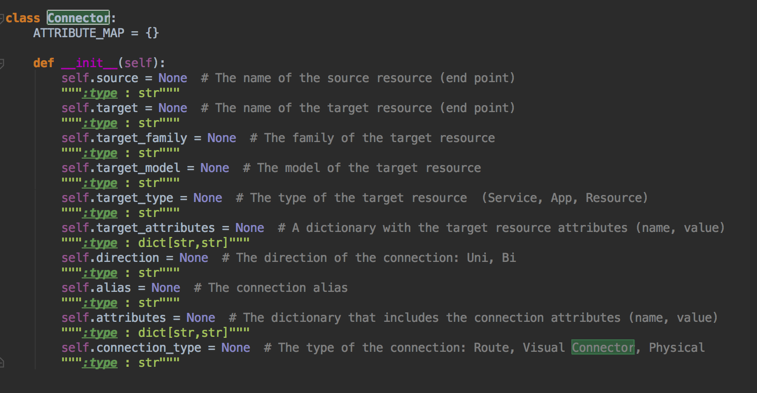 class Connector:
    ATTRIBUTE_MAP = {}
    def __init__(self):
        self.source = None  # The name of the source resource (end point)
        """:type : str"""
        self.target = None  # The name of the target resource (end point)
        """:type : str"""
        self.target_family = None  # The family of the target resource
        """:type : str"""
        self.target_model = None  # The model of the target resource
        """:type : str"""
        self.target_type = None  # The type of the target resource  (Service, App, Resource)
        """:type : str"""
        self.target_attributes = None  # A dictionary with the target resource attributes (name, value)
        """:type : dict[str,str]"""
        self.direction = None  # The direction of the connection: Uni, Bi
        """:type : str"""
        self.alias = None  # The connection alias
        """:type : str"""
        self.attributes = None  # The dictionary that includes the connection attributes (name, value)
        """:type : dict[str,str]"""
        self.connection_type = None  # The type of the connection: Route, Visual Connector, Physical
        """:type : str"""